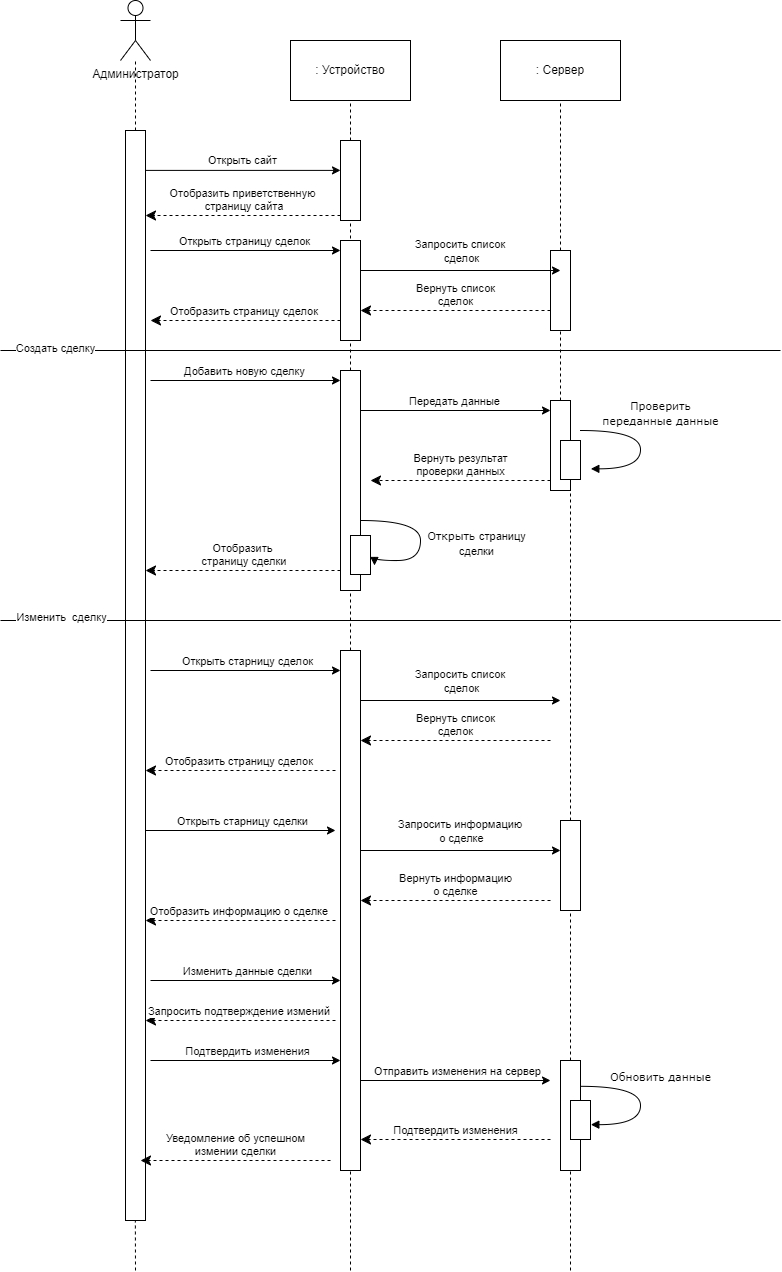 Администратор
: Устройство
: Сервер
Открыть сайт
Отобразить приветственную
страницу сайта
Открыть страницу сделок
Запросить список
сделок
Вернуть список
сделок
Отобразить страницу сделок
Создать сделку
Добавить новую сделку
Передать данные
Проверить
переданные данные
Вернуть результат
проверки данных
Открыть страницу
сделки
Отобразить
страницу сделки
Изменить сделку
Открыть старницу сделок
Запросить список
сделок
Вернуть список
сделок
Отобразить страницу сделок
Открыть старницу сделки
Запросить информацию
о сделке
Вернуть информацию
о сделке
Отобразить информацию о сделке
Изменить данные сделки
Запросить подтверждение измений
Подтвердить изменения
Отправить изменения на сервер
Обновить данные
Подтвердить изменения
Уведомление об успешном
измении сделки